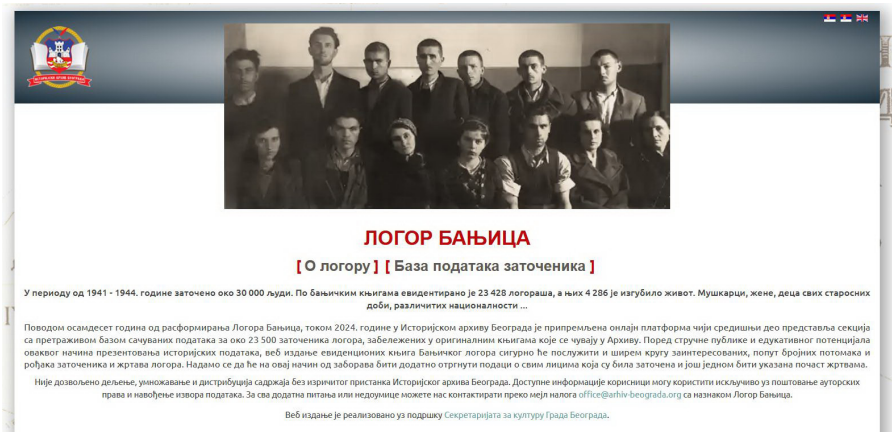 ИСТОРИЈСКИ АРХИВ БЕОГРАДА
ЛОГОР БАЊИЦА
[ О логору ] [ База података заточеника ]
У периоду од 1941 - 1944. године заточено око 30 000 људи. По бањичким књигама евидентирано је 23 428 логораша, а њих 4 286 је изгубило живот. Мушкарци, жене, деца свих старосних
доби, различитих националности ...
Поводом осамдесет година од расформирања Логора Бањица, током 2024. године у Историјском архиву Београда је припремљена онлајн платформа чији средишњи део представља секција
са претраживом базом сачуваних података за око 23 500 заточеника логора, забележених у оригиналним књигама које се чувају у Архиву. Поред стручне публике и едукативног потенцијала
оваквог начина презентовања историјских података, веб издање евиденционих књига Бањичког логора сигурно ће послужити и ширем кругу заинтересованих, попут бројних потомака и
рођака заточеника и жртава логора. Надамо се да ће на овај начин од заборава бити додатно отргнути подаци о свим лицима која су била заточена и још једном бити указана почаст жртвама.
Није дозвољено дељење, умножавање и дистрибуција садржаја без изричитог пристанка Историјског архива Београда. Доступне информације корисници могу користити искључиво уз поштовање ауторских
права и навођење извора података. За сва додатна питања или недоумице можете нас контактирати преко мејл налога office@arhiv-beograda.org са назнаком Логор Бањица.
Веб издање је реализовано уз подршку Секретаријата за културу Града Београда.